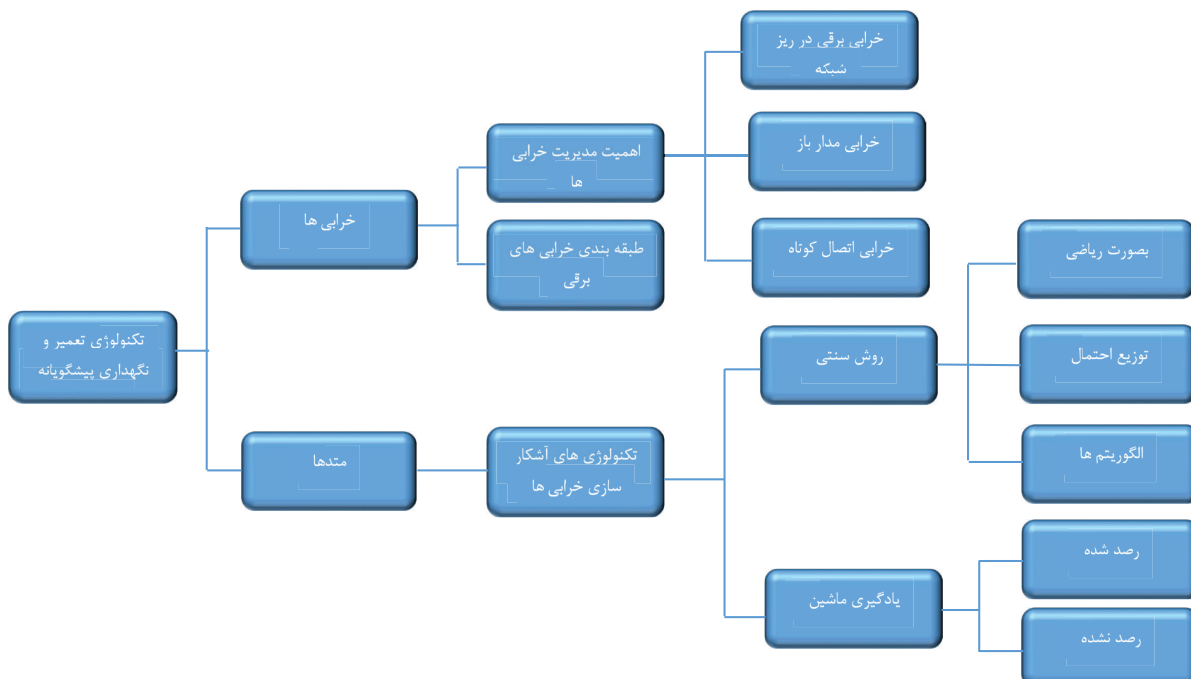 تکنولوژی تعمیر و
نگهداری پیشگویانه
خرابی ها
اهمیت مدیریت خرابی
ها
خرابی برقی در ریز
شبکه
خرابی مدار باز
خرابی اتصال کوتاه
طبقه بندی خرابی های
برقی
متدها
تکنولوژی های آشکار
سازی خرابی ها
روش سنتی
بصورت ریاضی
توزیع احتمال
الگوریتم ها
یادگیری ماشین
رصد شده
رصد نشده